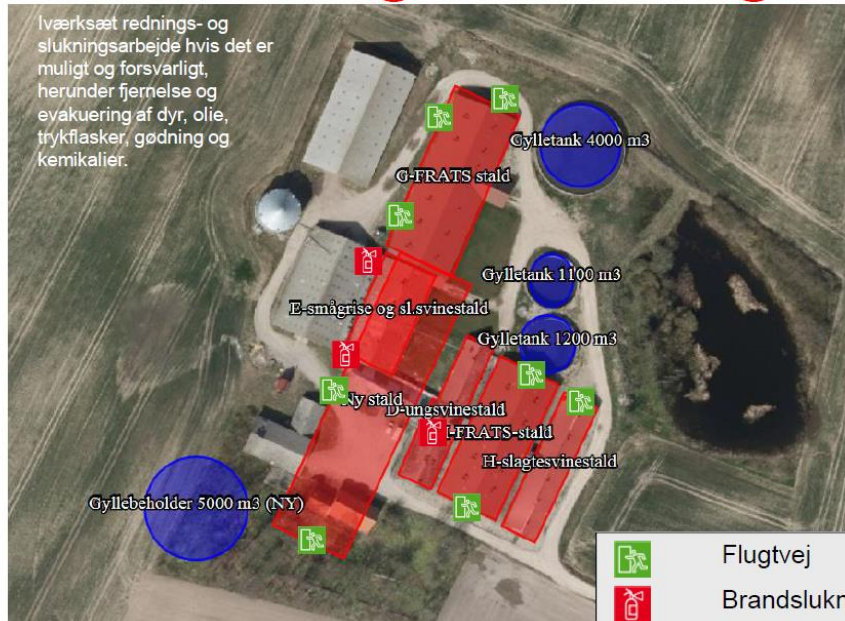 Iværksæt rednings- og
slukningsarbejde hvis det er
muligt og forsvarligt,
herunder fjernelse og
evakuering af dyr, olie,
trykflasker, gødning og
kemikalier.
Gylletank 4000 m3
G-FRATS stald
Gylletank 1100 m3
E-smågrise og sl.svinestald
Gylletank 1200 m3
Ny stald
D-ungsvinestald
I-FRATS-stald
H-slagtesvinestald
Gyllebeholder 5000 m3 (NY)
Flugtvej
Brandslukn